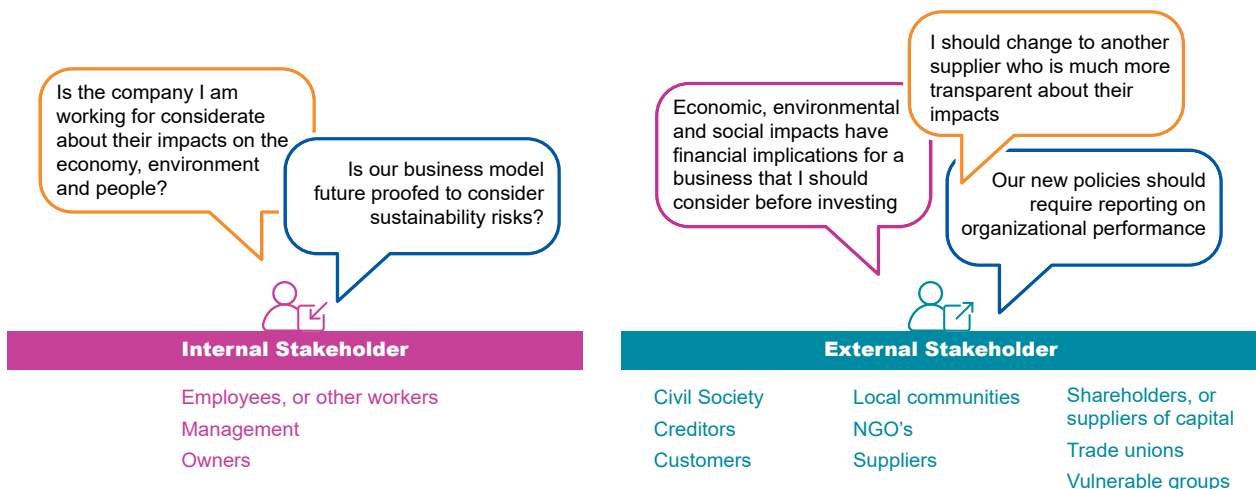 Is the company I am
working for considerate
about their impacts on the
economy, environment
and people?
Is our business model
future proofed to consider
sustainability risks?
Internal Stakeholder
Employees, or other workers
Management
Owners
I should change to another
supplier who is much more
transparent about their
impacts
Economic, environmental
and social impacts have
financial implications for a
business that I should
consider before investing
Our new policies should
require reporting on
organizational performance
External Stakeholder
Civil Society
Creditors
Customers
Local communities
NGO's
Suppliers
Shareholders, or
suppliers of capital
Trade unions
Vulnerable groups